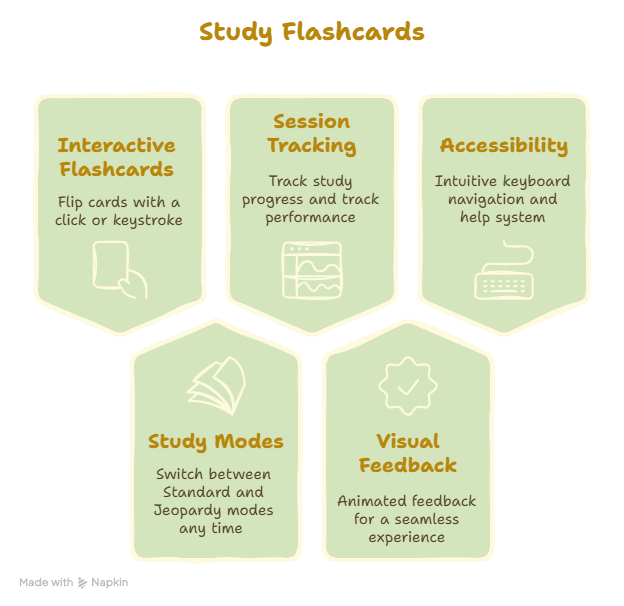 Study Flashcards
Interactive
Flashcards
Flip cards with a
click or keystroke
Session
Tracking
Track study
progress and track
performance
Accessibility
Intuitive keyboard
navigation and
help system
Study Modes
Switch between
Standard and
Jeopardy modes
any time
Visual
Feedback
Animated feedback
for a seamless
experience
Made with Napkin